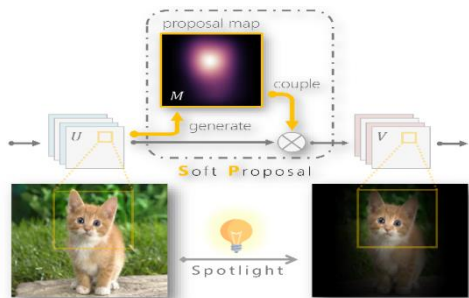 proposal map
M
couple
U
generate
V
Soft Proposal
Spotlight